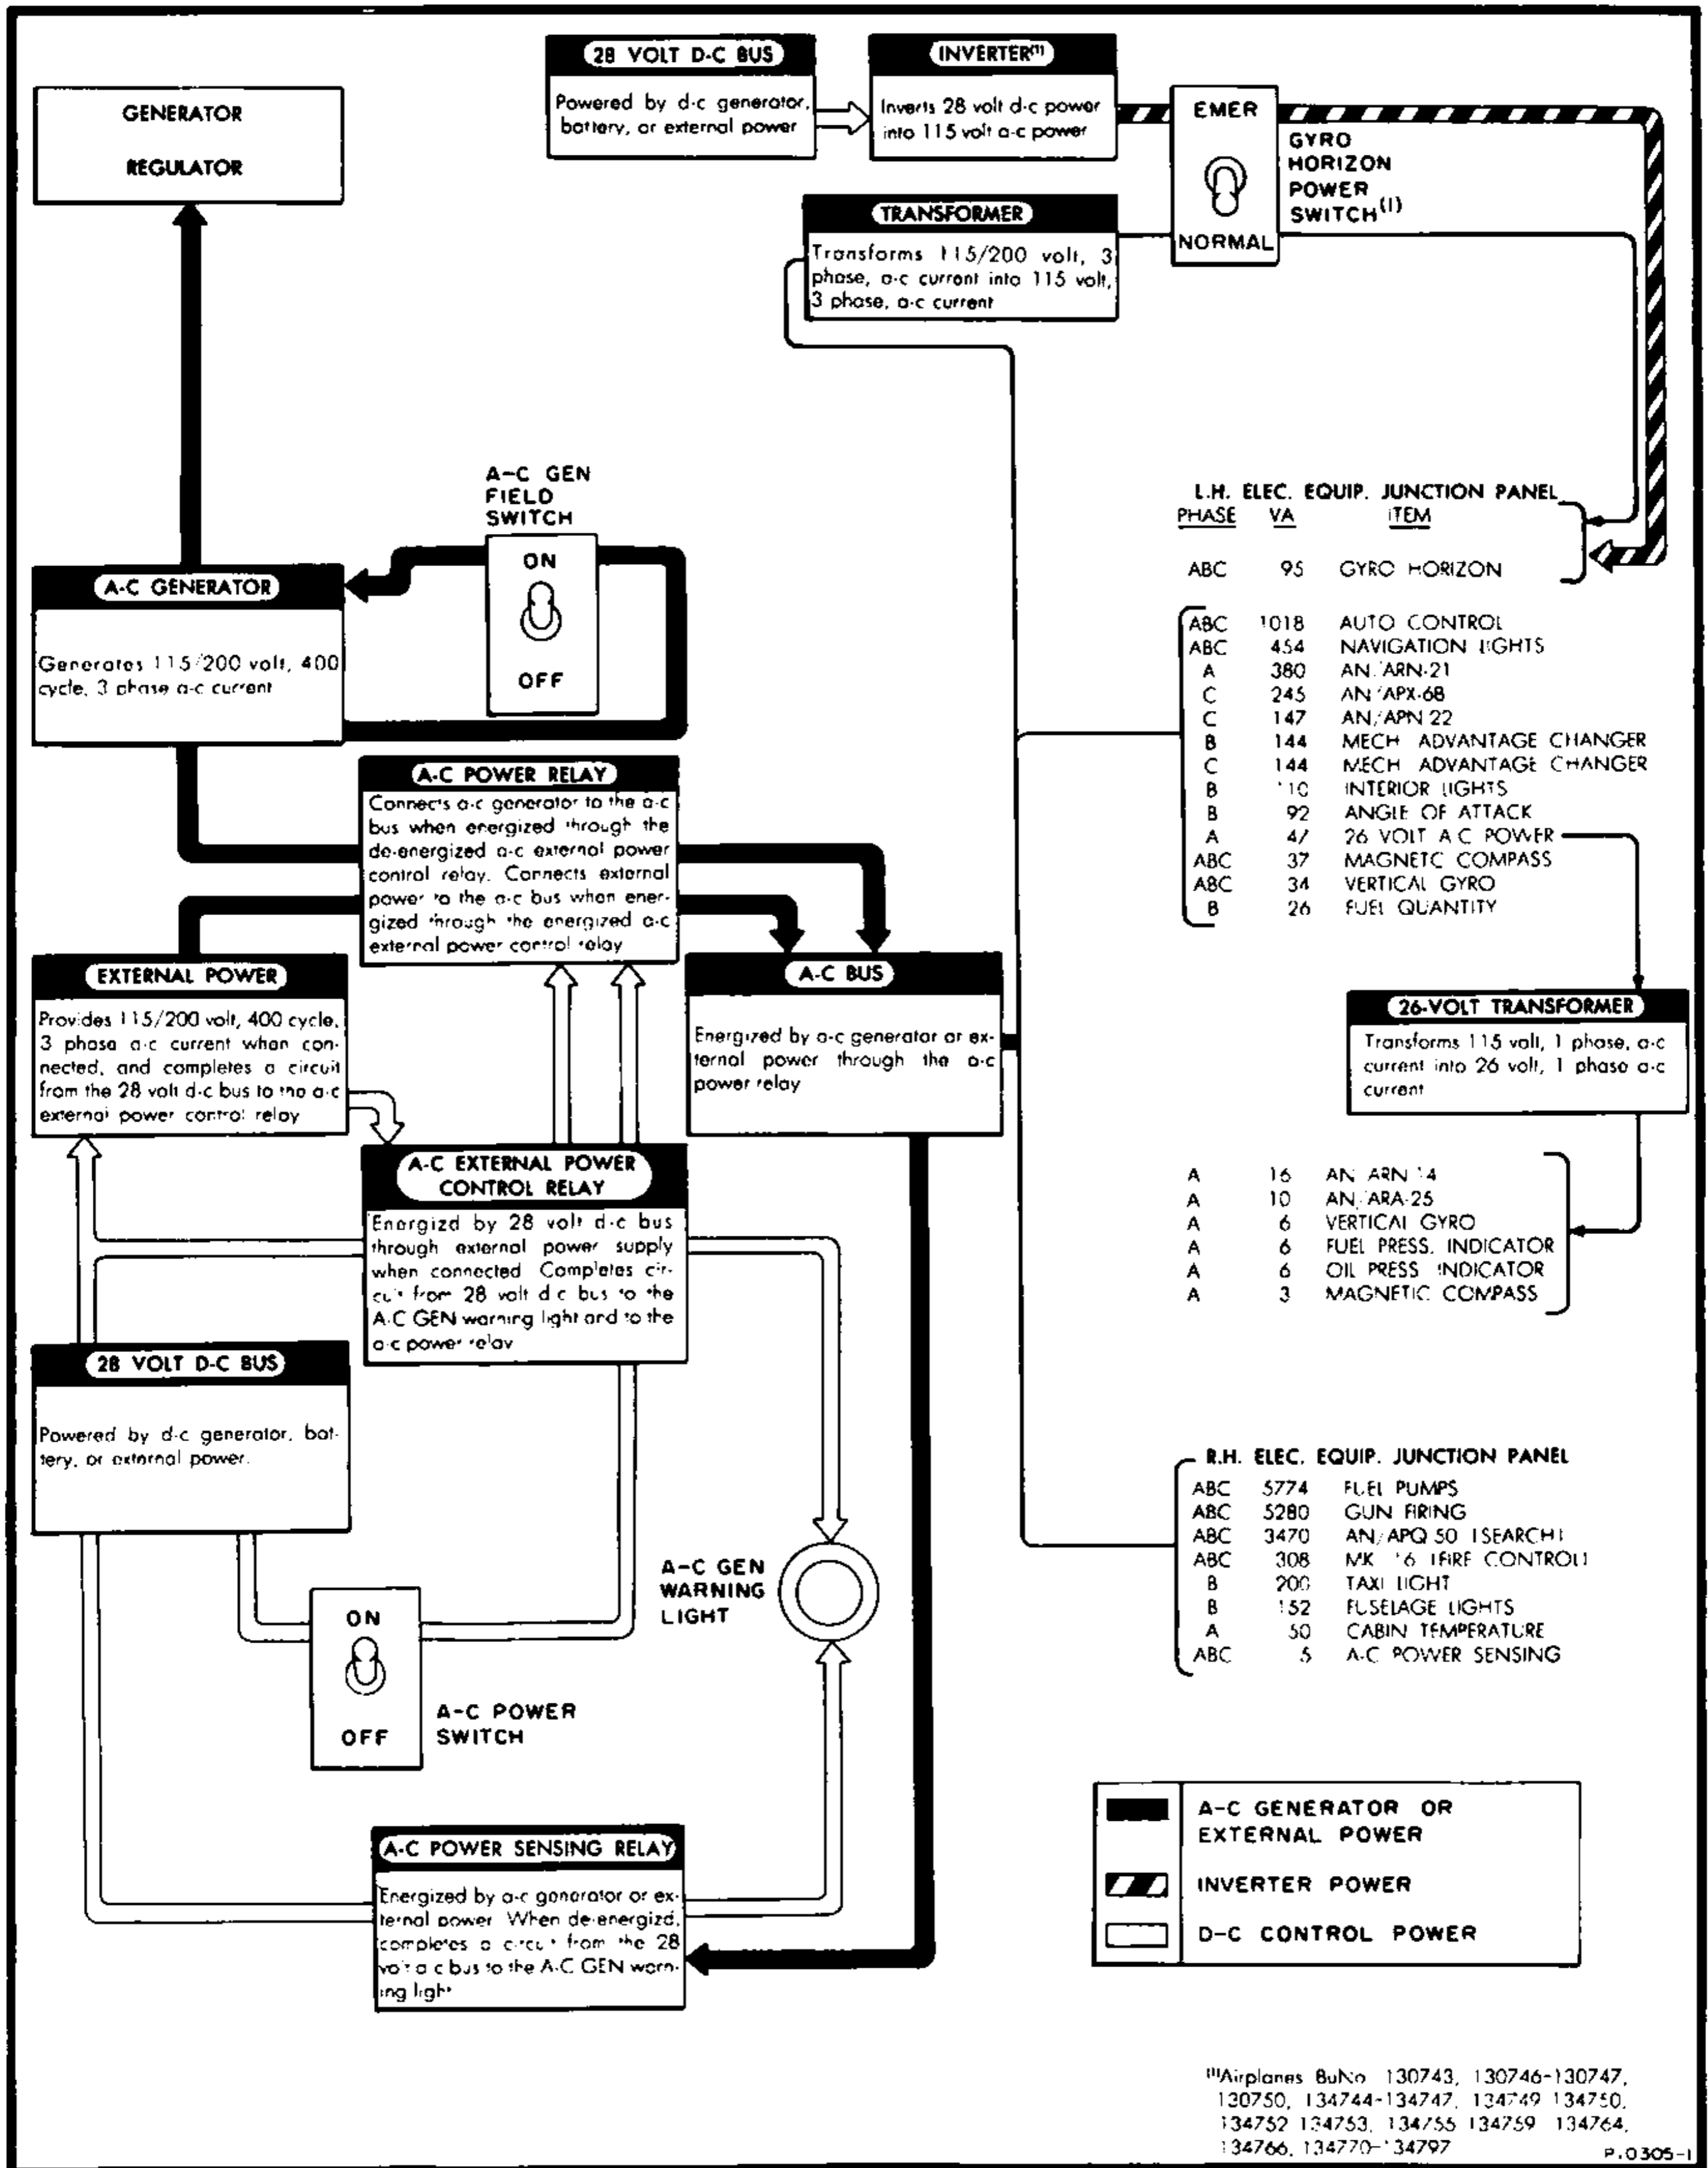 28 VOLT D-C BUS
Powered by d-c generator,
battery, or external power
INVERTER(1)
Inverts 28 volt d-c power
into 115 volt a-c power
EMER
NORMAL
GYRO
HORIZON
POWER
SWITCH(1)
GENERATOR
REGULATOR
TRANSFORMER
Transforms 115/200 volt, 3
phase, a-c current into 115 volt,
3 phase, a-c current
A-C GEN
FIELD
SWITCH
ON
OFF
A-C GENERATOR
Generates 115/200 volt, 400
cycle, 3 phase a-c current
A-C POWER RELAY
Connects a-c generator to the a-c
bus when energized through the
de-energized a-c external power
control relay. Connects external
power to the a-c bus when ener-
gized through the energized a-c
external power control relay
EXTERNAL POWER
Provides 115/200 volt, 400 cycle,
3 phase a-c current when con-
nected, and completes a circuit
from the 28 volt d-c bus to the a-c
external power control relay
A-C BUS
Energized by a-c generator or ex-
ternal power through the a-c
power relay
A-C EXTERNAL POWER
CONTROL RELAY
Energizd by 28 volt d-c bus
through external power supply
when connected. Completes cir-
cuit from 28 volt d c bus to the
A-C GEN warning light and to the
a-c power relay
28 VOLT D-C BUS
Powered by d-c generator, bat-
tery, or external power.
ON
OFF
A-C POWER
SWITCH
A-C GEN
WARNING
LIGHT
A-C POWER SENSING RELAY
Energized by a-c generator or ex-
ternal power When de-energizd,
completes a circuit from the 28
volt d c bus to the A-C GEN warn-
ing light
L.H. ELEC. EQUIP. JUNCTION PANEL
PHASE VA ITEM
ABC 95 GYRO HORIZON
ABC 1018 AUTO CONTROL
ABC 454 NAVIGATION LIGHTS
A 380 AN/ARN-21
C 245 AN/APX-6B
C 147 AN/APN 22
B 144 MECH ADVANTAGE CHANGER
C 144 MECH ADVANTAGE CHANGER
B 110 INTERIOR LIGHTS
B 92 ANGLE OF ATTACK
A 47 26 VOLT A C POWER
ABC 37 MAGNETC COMPASS
ABC 34 VERTICAL GYRO
B 26 FUEL QUANTITY
26-VOLT TRANSFORMER
Transforms 115 volt, 1 phase, a-c
current into 26 volt, 1 phase a-c
current
A 16 AN ARN 14
A 10 AN/ARA-25
A 6 VERTICAL GYRO
A 6 FUEL PRESS. INDICATOR
A 6 OIL PRESS INDICATOR
A 3 MAGNETIC COMPASS
R.H. ELEC. EQUIP. JUNCTION PANEL
ABC 5774 FUEL PUMPS
ABC 5280 GUN FIRING
ABC 3470 AN/APQ 50 (SEARCH)
ABC 308 MK 16 (FIRE CONTROL)
B 200 TAXI LIGHT
B 152 FUSELAGE LIGHTS
A 50 CABIN TEMPERATURE
ABC 5 A-C POWER SENSING
A-C GENERATOR OR
EXTERNAL POWER
INVERTER POWER
D-C CONTROL POWER
(1)Airplanes BuNo 130743, 130746-130747,
130750, 134744-134747, 134749 134750,
134752 134753, 134755 134759 134764,
134766, 134770-134797
P.0305-1